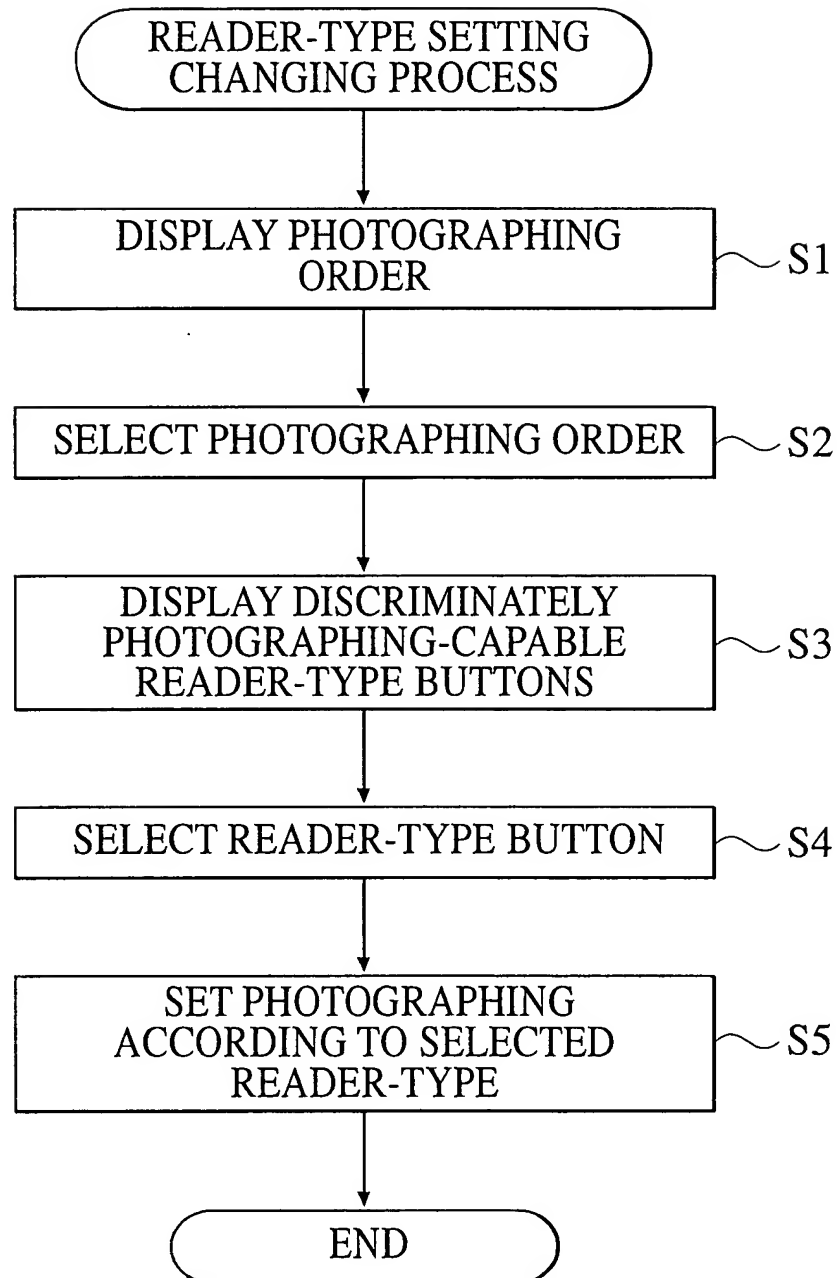 READER-TYPE SETTING
CHANGING PROCESS
DISPLAY PHOTOGRAPHING
ORDER
S1
SELECT PHOTOGRAPHING ORDER
S2
DISPLAY DISCRIMINATELY
PHOTOGRAPHING-CAPABLE
READER-TYPE BUTTONS
S3
SELECT READER-TYPE BUTTON
S4
SET PHOTOGRAPHING
ACCORDING TO SELECTED
READER-TYPE
S5
END